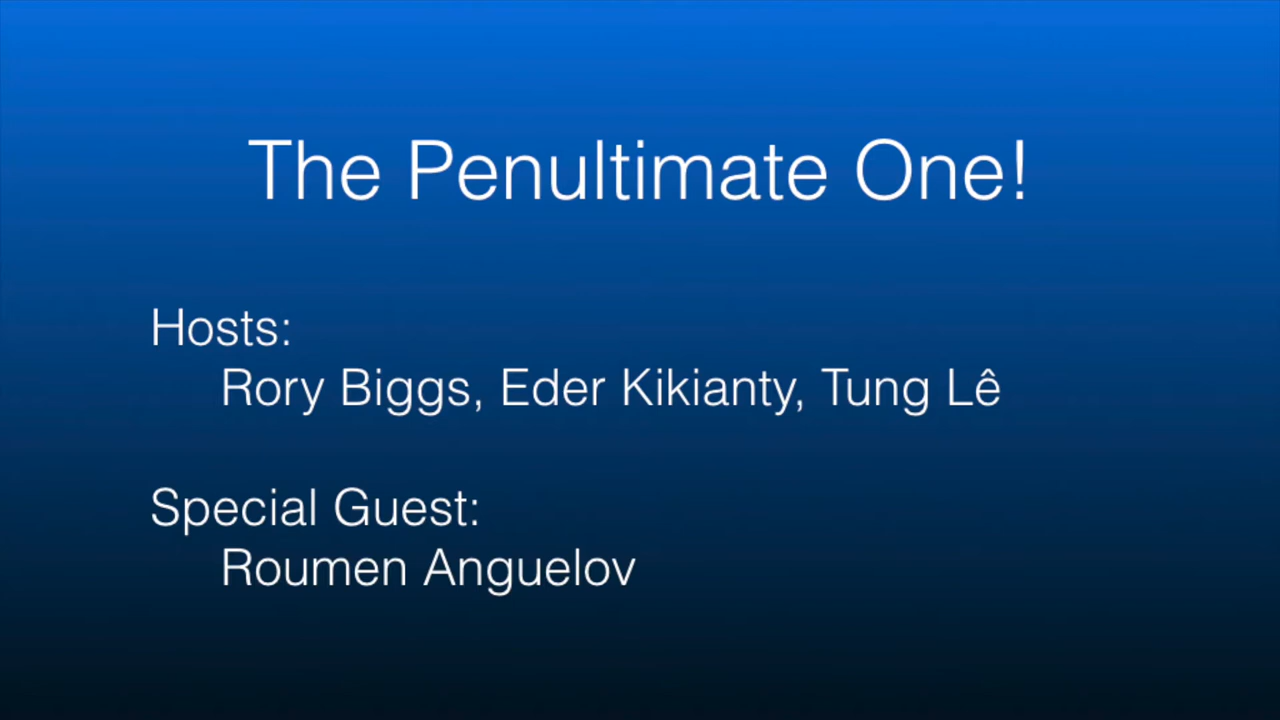 The Penultimate One!
Hosts:
Rory Biggs, Eder Kikianty, Tung Lê
Special Guest:
Roumen Anguelov